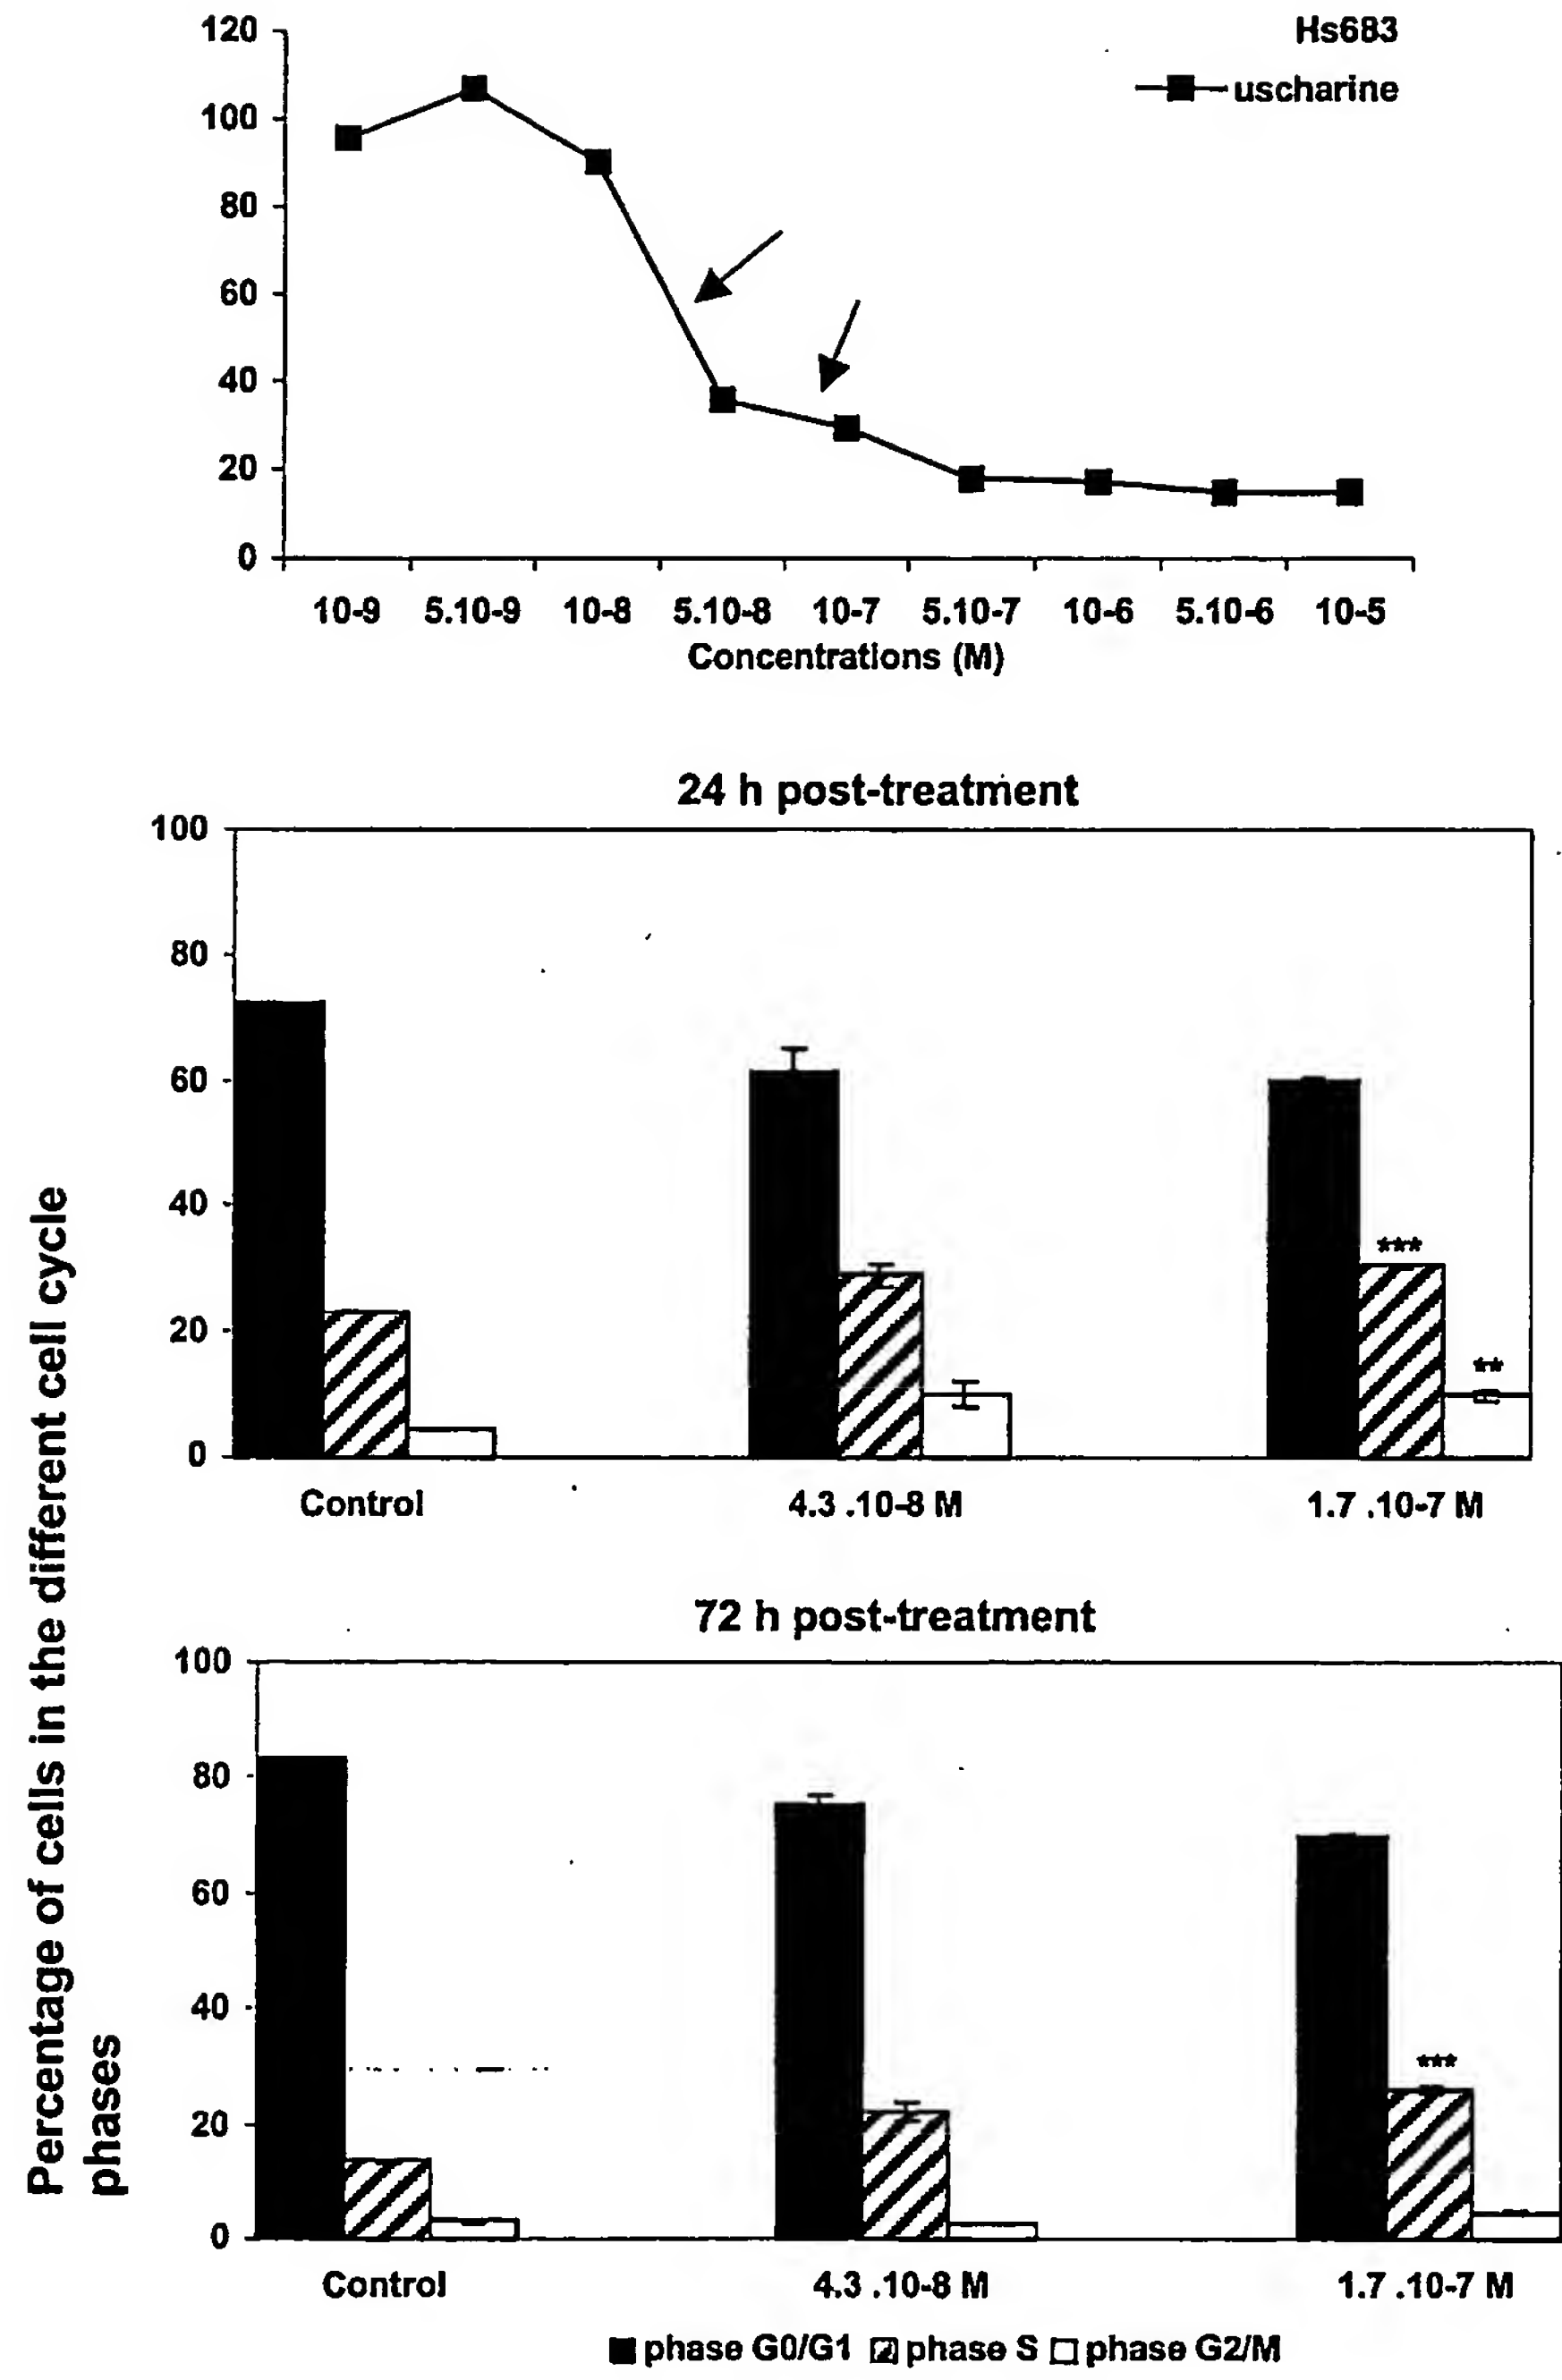 Hs683
uscharine
120
100
80
60
40
20
0
10-9 5.10-9 10-8 5.10-8 10-7 5.10-7 10-6 5.10-6 10-5
Concentrations (M)
24 h post-treatment
100
80
60
40
20
0
***
**
Control 4.3 .10-8 M 1.7 .10-7 M
72 h post-treatment
100
80
60
40
20
0
***
Control 4.3 .10-8 M 1.7 .10-7 M
Percentage of cells in the different cell cycle
phases
phase G0/G1 phase S phase G2/M